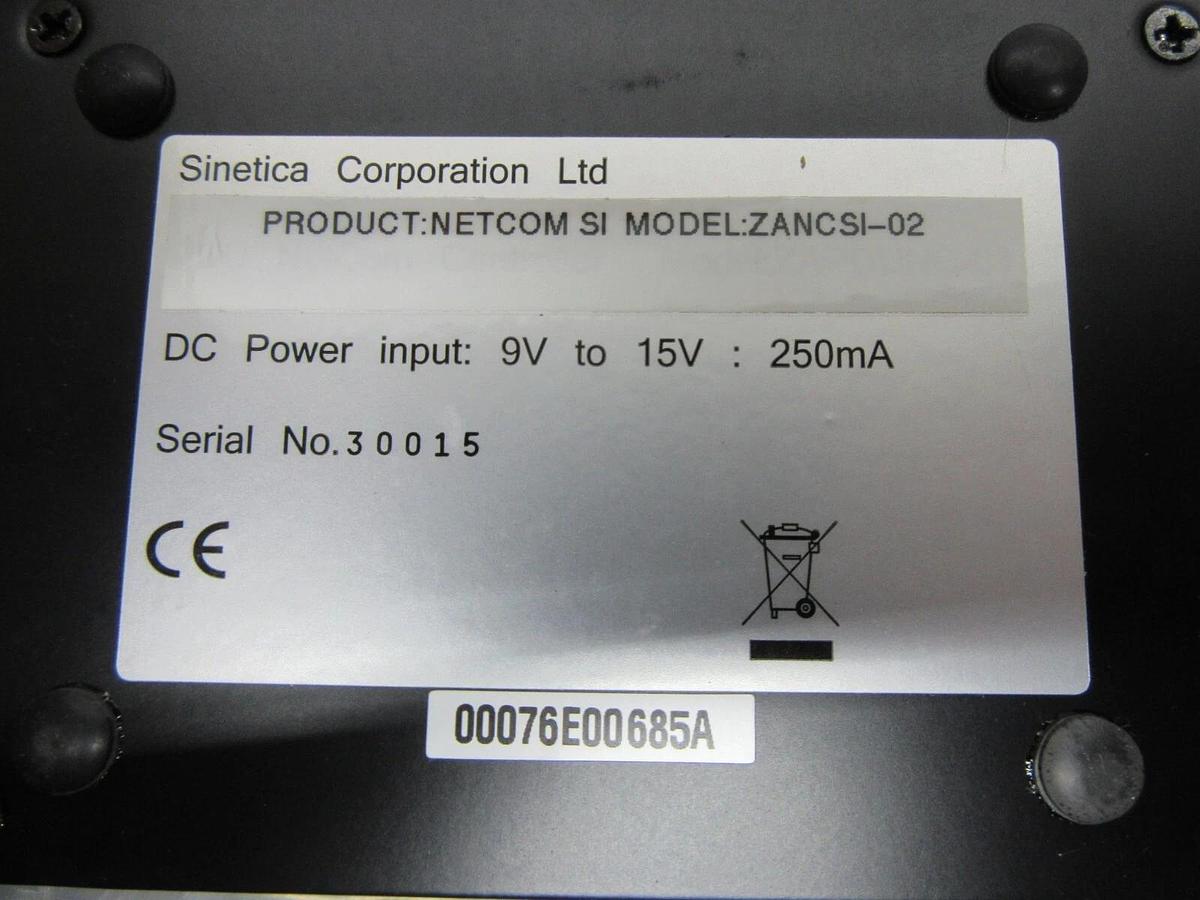 Sinetica Corporation Ltd
PRODUCT:NETCOM SI MODEL:ZANCSI-02
DC Power input: 9V to 15V : 250mA
Serial No.30015
CE
00076E00685A